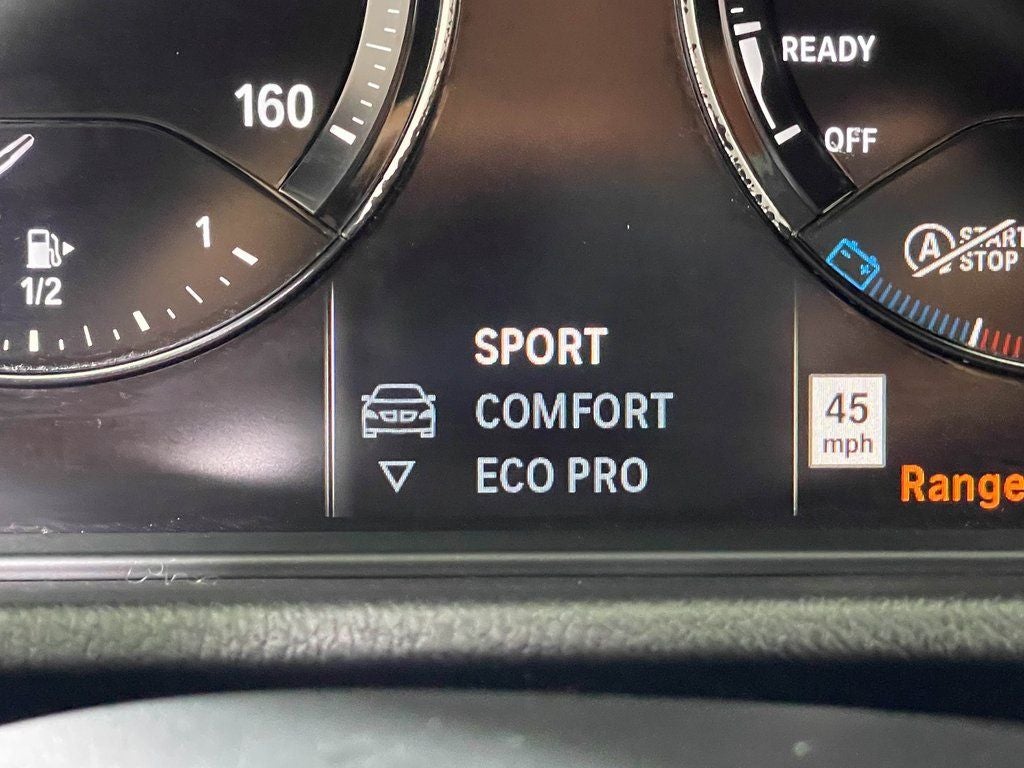 160
READY
OFF
1
1/2
A START
STOP
SPORT
COMFORT
ECO PRO
45
mph
Range